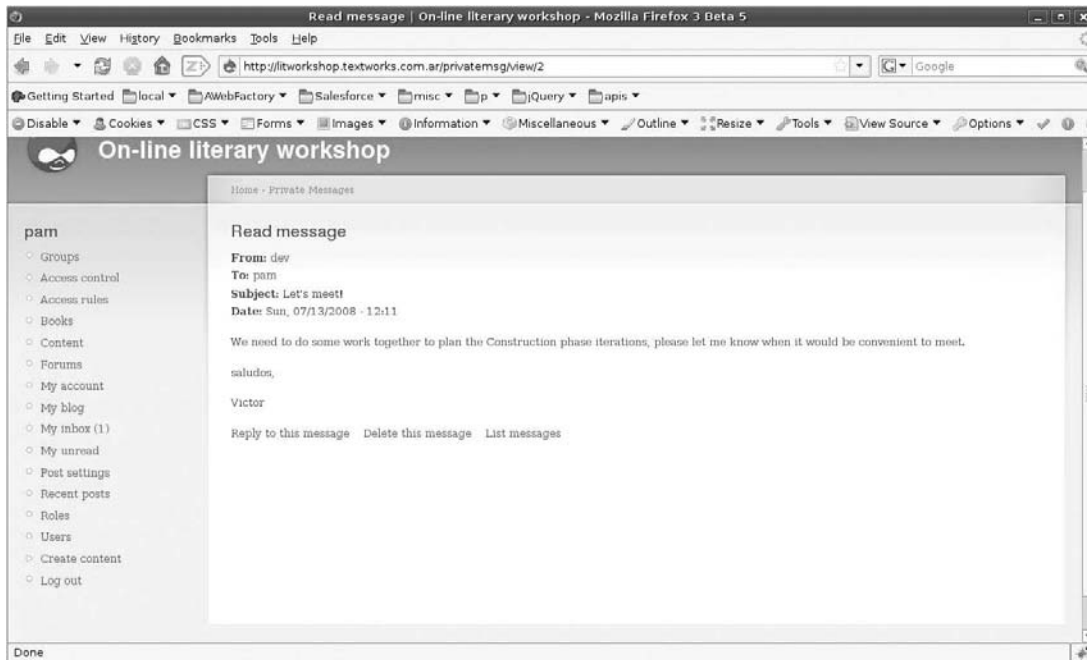 Read message | On-line literary workshop - Mozilla Firefox 3 Beta 5
File Edit View History Bookmarks Tools Help
http://litworkshop.textworks.com.ar/privatemsg/view/2 Google
Getting Started local AWebFactory Salesforce misc p jQuery apis
Disable Cookies CSS Forms Images Information Miscellaneous Outline Resize Tools View Source Options
On-line literary workshop
Home › Private Messages
pam
Groups
Access control
Access rules
Books
Content
Forums
My account
My blog
My inbox (1)
My unread
Post settings
Recent posts
Roles
Users
Create content
Log out
Read message
From: dev
To: pam
Subject: Let's meet!
Date: Sun, 07/13/2008 - 12:11
We need to do some work together to plan the Construction phase iterations, please let me know when it would be convenient to meet.
saludos,
Victor
Reply to this message Delete this message List messages
Done